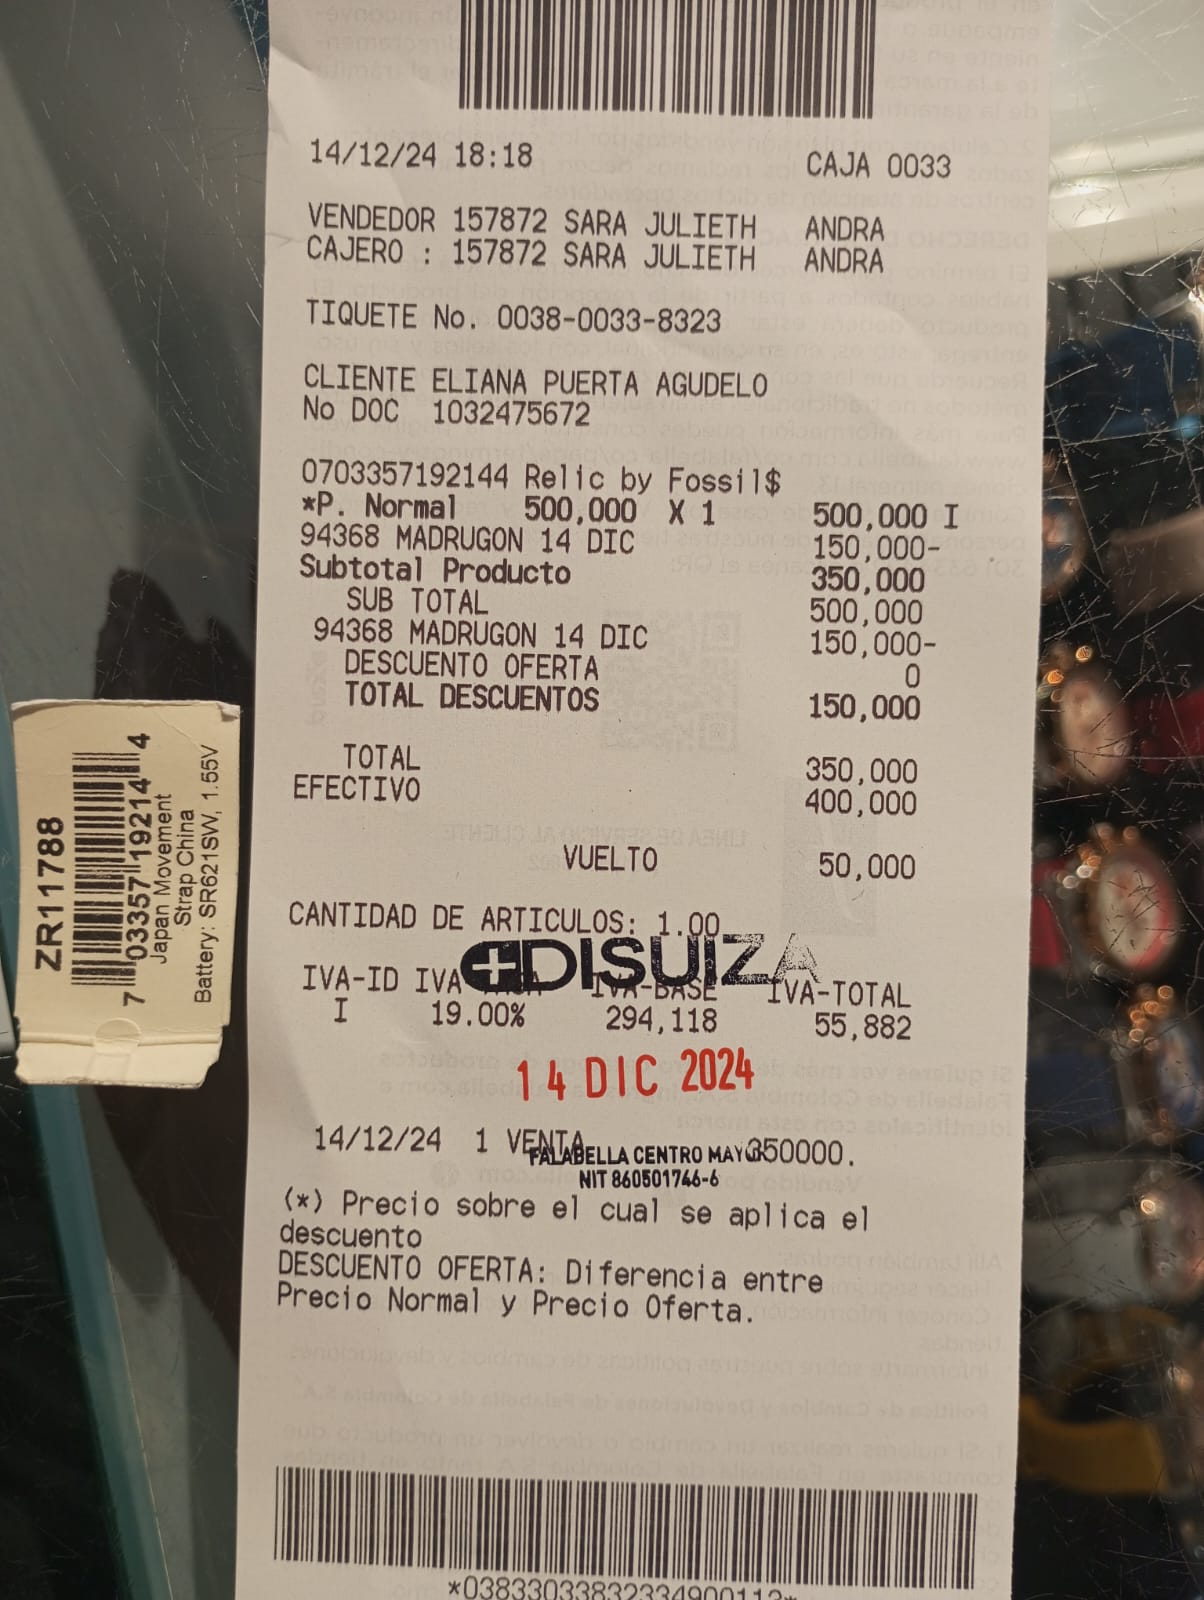 14/12/24 18:18 CAJA 0033
VENDEDOR 157872 SARA JULIETH ANDRA
CAJERO : 157872 SARA JULIETH ANDRA
TIQUETE No. 0038-0033-8323
CLIENTE ELIANA PUERTA AGUDELO
No DOC 1032475672
0703357192144 Relic by Fossil$
*P. Normal 500,000 X 1 500,000 I
94368 MADRUGON 14 DIC 150,000-
Subtotal Producto 350,000
SUB TOTAL 500,000
94368 MADRUGON 14 DIC 150,000-
DESCUENTO OFERTA 0
TOTAL DESCUENTOS 150,000
TOTAL 350,000
EFECTIVO 400,000
VUELTO 50,000
CANTIDAD DE ARTICULOS: 1.00
DISUIZA
IVA-ID IVA IVA-BASE IVA-TOTAL
I 19.00% 294,118 55,882
14 DIC 2024
14/12/24 1 VENTA 350000.
FALABELLA CENTRO MAYOR
NIT 860501746-6
(*) Precio sobre el cual se aplica el
descuento
DESCUENTO OFERTA: Diferencia entre
Precio Normal y Precio Oferta.
ZR11788
7 03357 19214 4
Japan Movement
Strap China
Battery: SR621SW, 1.55V